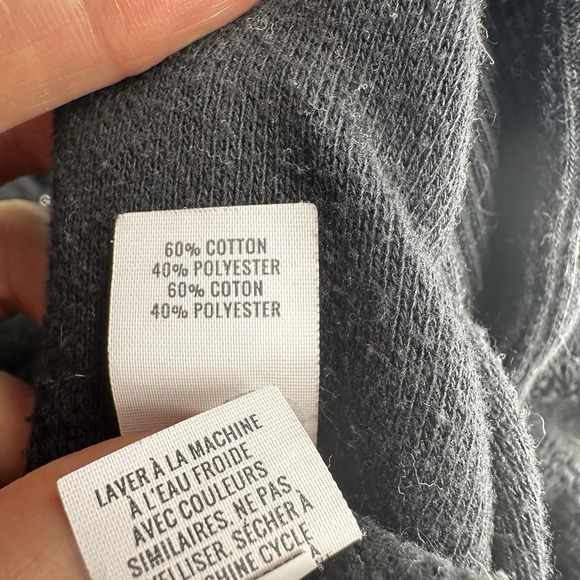 60% COTTON
40% POLYESTER
60% COTON
40% POLYESTER
LAVER À LA MACHINE
À L'EAU FROIDE
AVEC COULEURS
SIMILAIRES. NE PAS
SÉCHER À
CYCLE